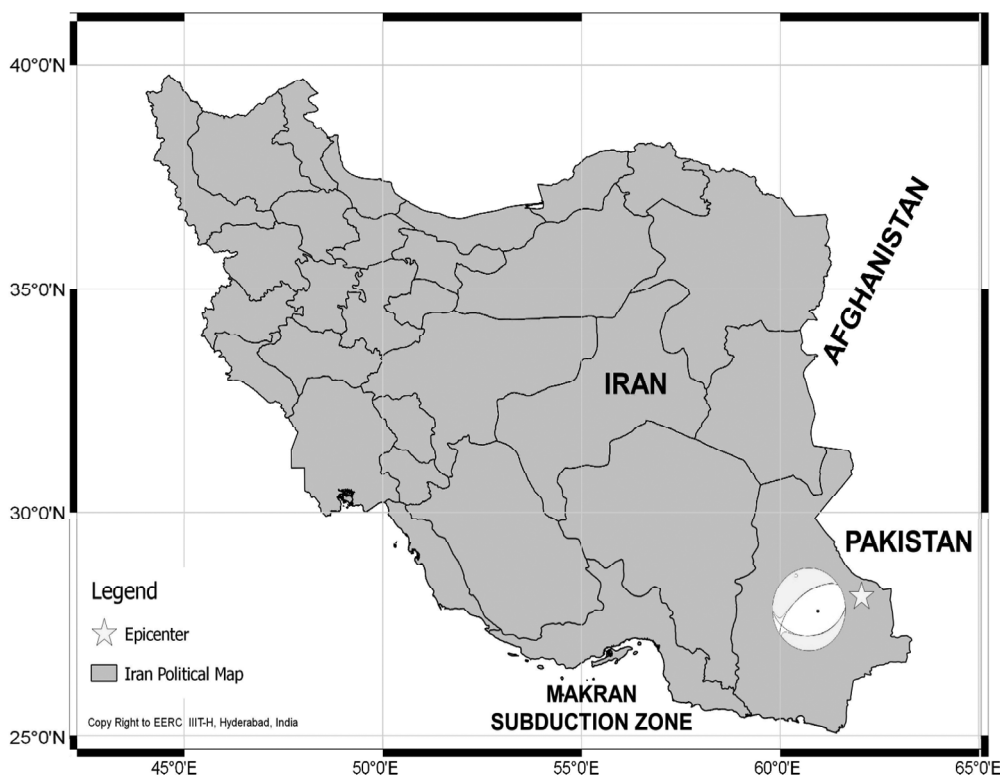 40°0'N
35°0'N
30°0'N
25°0'N
AFGHANISTAN
IRAN
PAKISTAN
Legend
Epicenter
Iran Political Map
MAKRAN
SUBDUCTION ZONE
Copy Right to EERC IIIT-H, Hyderabad, India
45°0'E
50°0'E
55°0'E
60°0'E
65°0'E